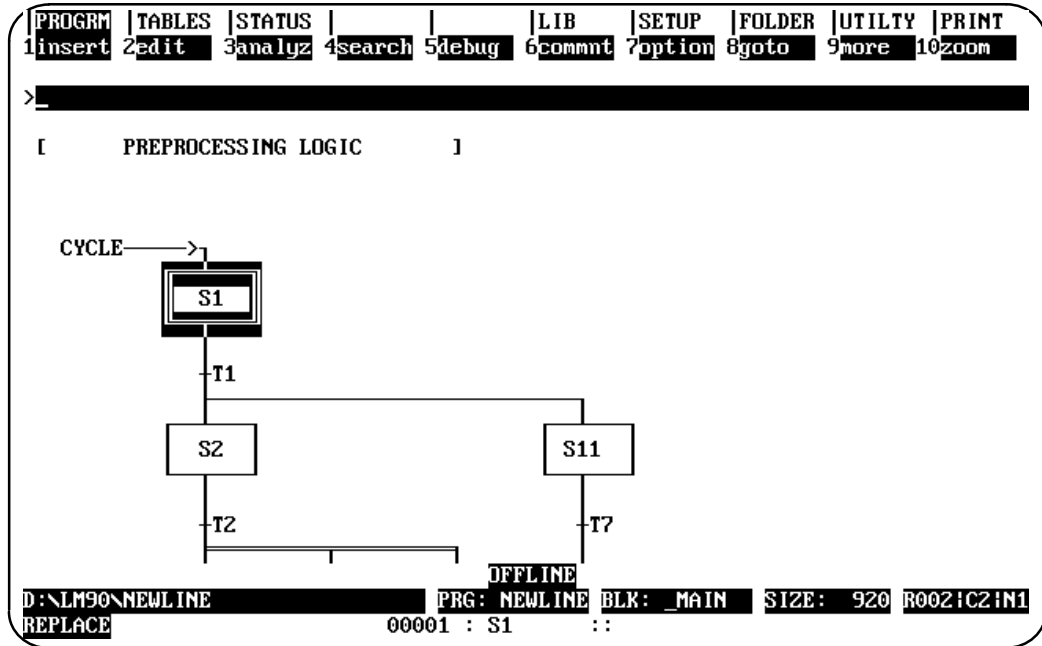 |PROGRM |TABLES |STATUS | | |LIB |SETUP |FOLDER |UTILTY |PRINT
1insert 2edit 3analyz 4search 5debug 6commnt 7option 8goto 9more 10zoom
>_
[ PREPROCESSING LOGIC ]
CYCLE
S1
T1
S2 S11
T2 T7
OFFLINE
D:\LM90\NEWLINE PRG: NEWLINE BLK: _MAIN SIZE: 920 R002¦C2¦N1
REPLACE 00001 : S1 ::